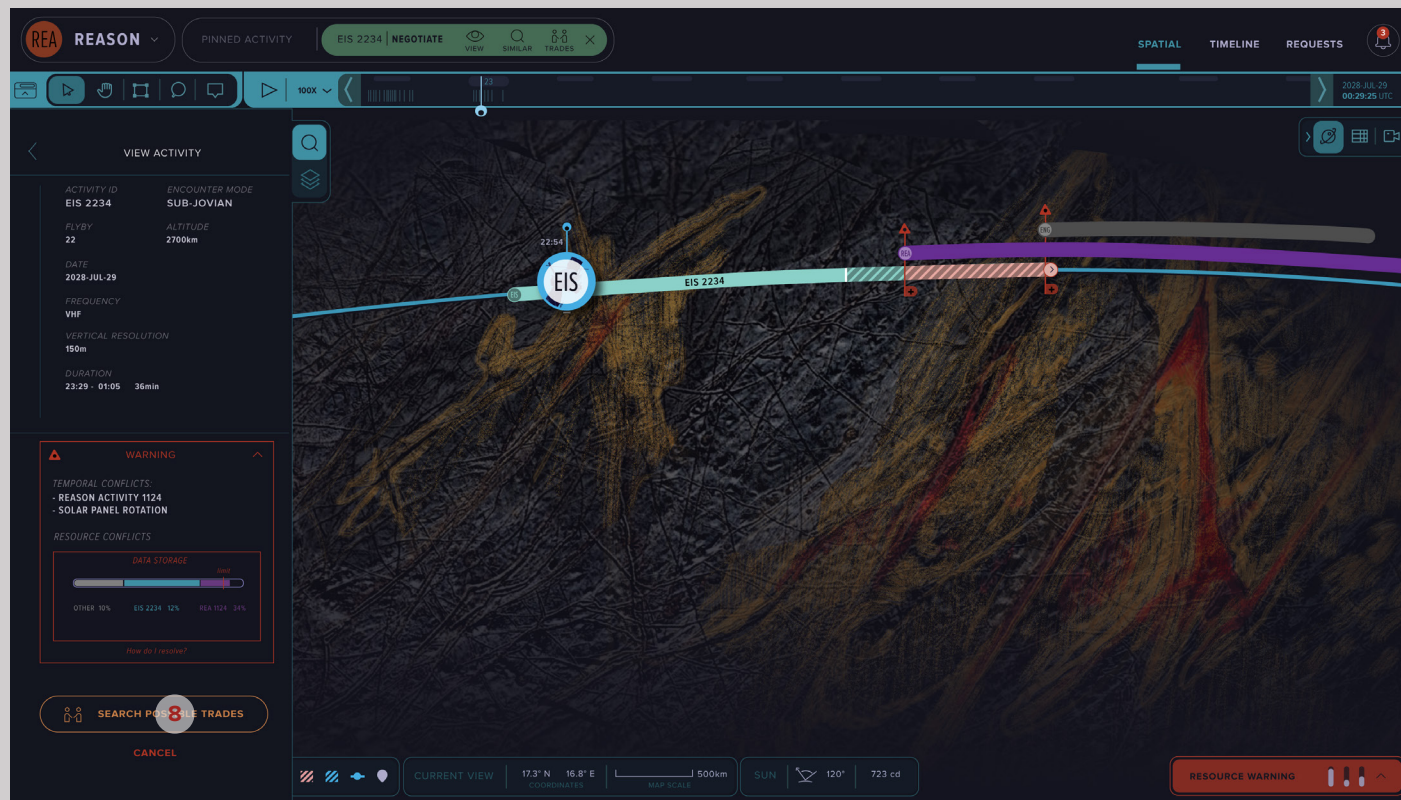 REA REASON
PINNED ACTIVITY
EIS 2234 | NEGOTIATE
VIEW
SIMILAR
TRADES
SPATIAL
TIMELINE
REQUESTS
3
100X
23
2028-JUL-29
00:29:25 UTC
VIEW ACTIVITY
ACTIVITY ID
EIS 2234
ENCOUNTER MODE
SUB-JOVIAN
FLYBY
22
ALTITUDE
2700km
DATE
2028-JUL-29
FREQUENCY
VHF
VERTICAL RESOLUTION
150m
DURATION
23:29 - 01:05 36min
WARNING
TEMPORAL CONFLICTS:
- REASON ACTIVITY 1124
- SOLAR PANEL ROTATION
RESOURCE CONFLICTS
DATA STORAGE
limit
OTHER 10%
EIS 2234 12%
REA 1124 34%
How do I resolve?
SEARCH POSSIBLE TRADES
8
CANCEL
22:54
EIS
EIS
EIS 2234
REA
ENG
CURRENT VIEW
17.3° N 16.8° E
COORDINATES
500km
MAP SCALE
SUN
120°
723 cd
RESOURCE WARNING